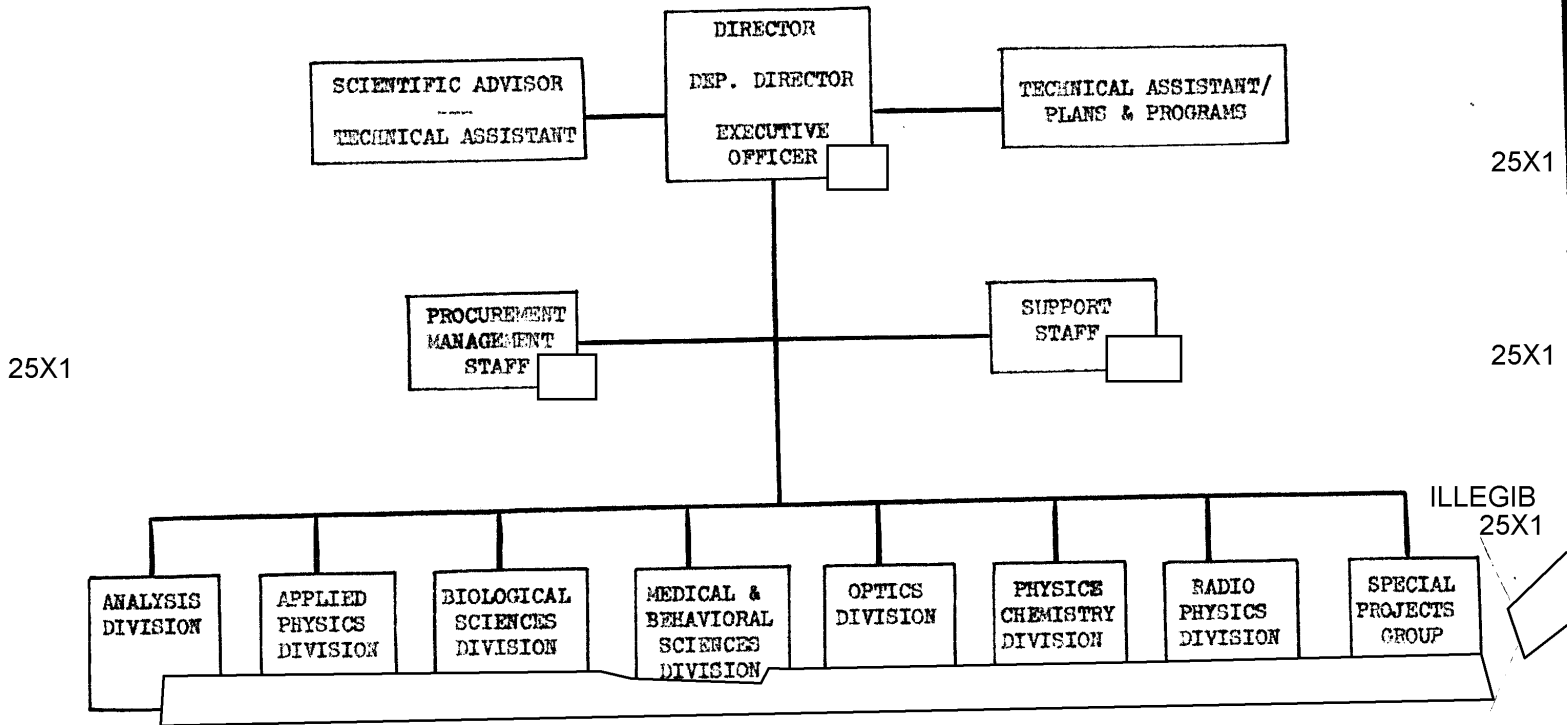 DIRECTOR
DEP. DIRECTOR
EXECUTIVE
OFFICER
SCIENTIFIC ADVISOR
TECHNICAL ASSISTANT
TECHNICAL ASSISTANT/
PLANS & PROGRAMS
25X1
PROCUREMENT
MANAGEMENT
STAFF
SUPPORT
STAFF
25X1
25X1
ILLEGIB
25X1
ANALYSIS
DIVISION
APPLIED
PHYSICS
DIVISION
BIOLOGICAL
SCIENCES
DIVISION
MEDICAL &
BEHAVIORAL
SCIENCES
DIVISION
OPTICS
DIVISION
PHYSICE
CHEMISTRY
DIVISION
RADIO
PHYSICS
DIVISION
SPECIAL
PROJECTS
GROUP